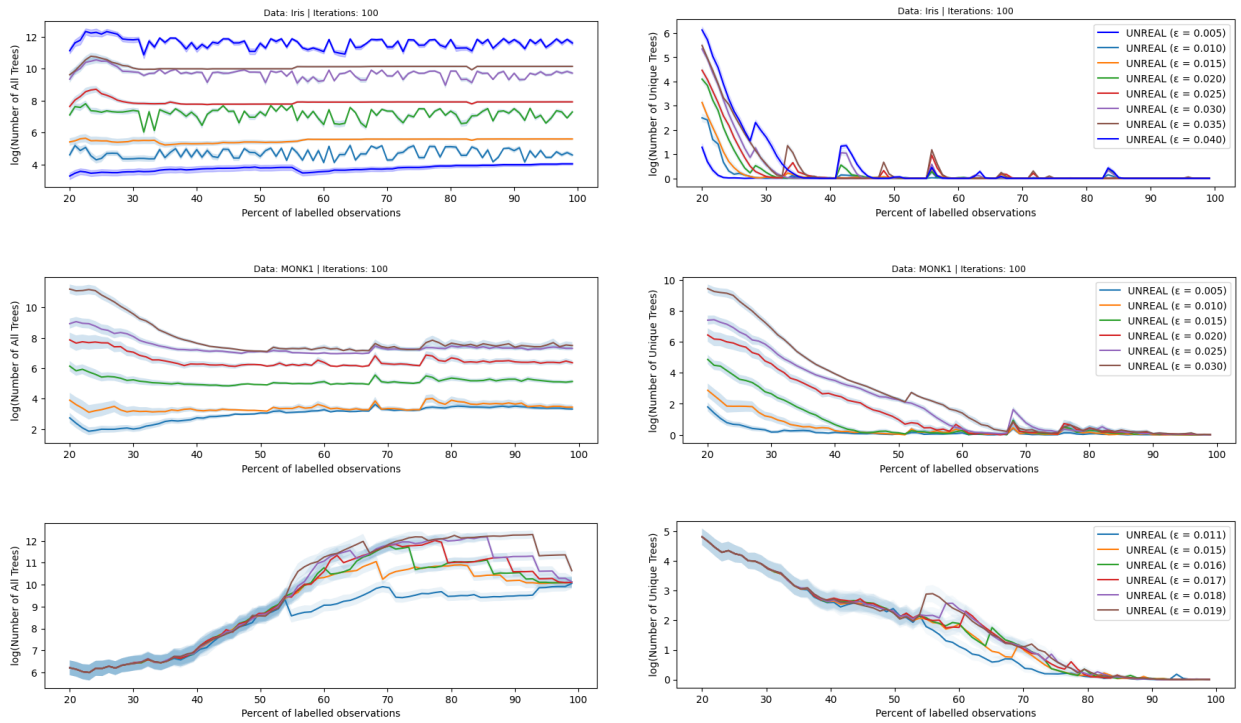 Data: Iris | Iterations: 100
log(Number of All Trees)
12
10
8
6
4
20 30 40 50 60 70 80 90 100
Percent of labelled observations
Data: Iris | Iterations: 100
log(Number of Unique Trees)
6
5
4
3
2
1
0
20 30 40 50 60 70 80 90 100
Percent of labelled observations
UNREAL (ε = 0.005)
UNREAL (ε = 0.010)
UNREAL (ε = 0.015)
UNREAL (ε = 0.020)
UNREAL (ε = 0.025)
UNREAL (ε = 0.030)
UNREAL (ε = 0.035)
UNREAL (ε = 0.040)
Data: MONK1 | Iterations: 100
log(Number of All Trees)
10
8
6
4
2
20 30 40 50 60 70 80 90 100
Percent of labelled observations
Data: MONK1 | Iterations: 100
log(Number of Unique Trees)
10
8
6
4
2
0
20 30 40 50 60 70 80 90 100
Percent of labelled observations
UNREAL (ε = 0.005)
UNREAL (ε = 0.010)
UNREAL (ε = 0.015)
UNREAL (ε = 0.020)
UNREAL (ε = 0.025)
UNREAL (ε = 0.030)
log(Number of All Trees)
12
11
10
9
8
7
6
20 30 40 50 60 70 80 90 100
Percent of labelled observations
log(Number of Unique Trees)
5
4
3
2
1
0
20 30 40 50 60 70 80 90 100
Percent of labelled observations
UNREAL (ε = 0.011)
UNREAL (ε = 0.015)
UNREAL (ε = 0.016)
UNREAL (ε = 0.017)
UNREAL (ε = 0.018)
UNREAL (ε = 0.019)